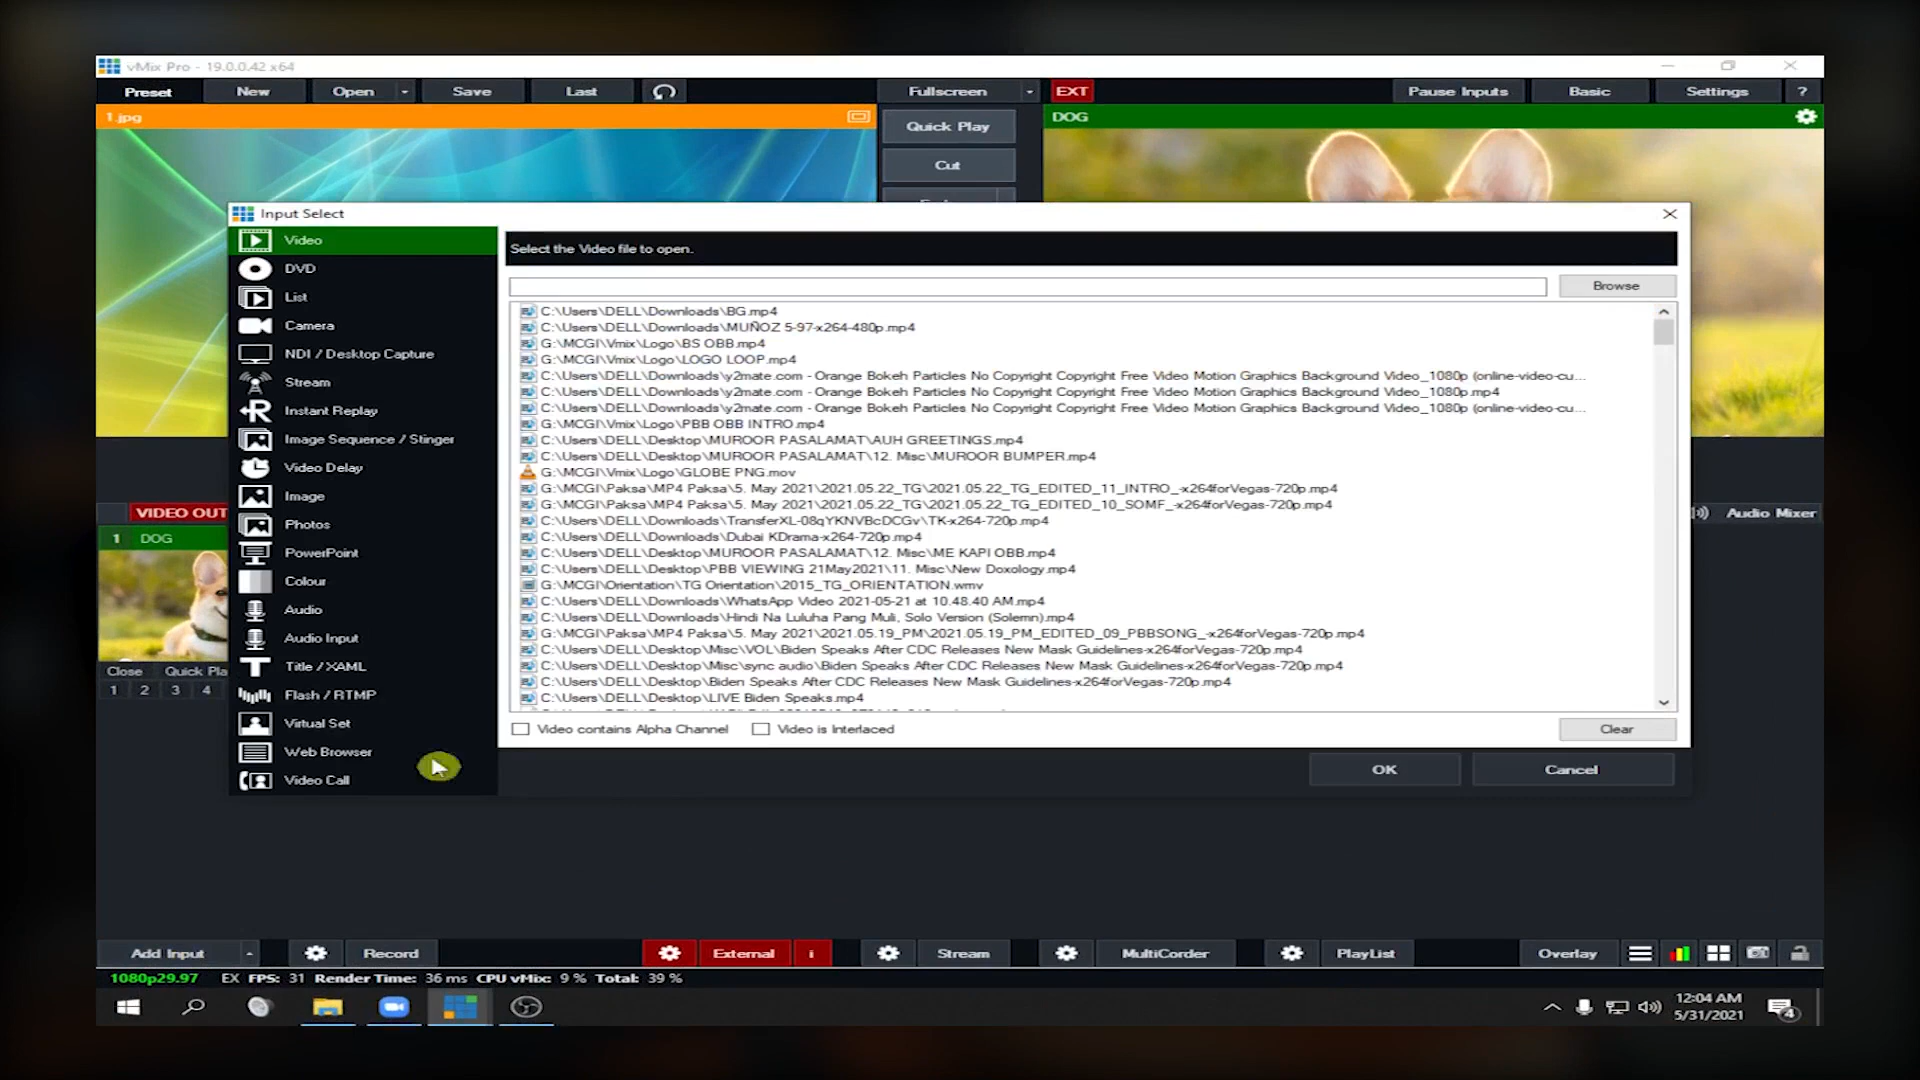 vMix Pro - 19.0.0.42 x64
Preset New Open Save Last Fullscreen EXT Pause Inputs Basic Settings ?
1.jpg
Quick Play
DOG
Cut
Input Select
Video
Select the Video file to open.
DVD
Browse
List
Camera
NDI / Desktop Capture
Stream
Instant Replay
Image Sequence / Stinger
Video Delay
Image
Photos
PowerPoint
Colour
Audio
Audio Input
Title / XAML
Flash / RTMP
Virtual Set
Web Browser
Video Call
C:\Users\DELL\Downloads\BG.mp4
C:\Users\DELL\Downloads\MUÑOZ 5-97-x264-480p.mp4
G:\MCGI\Vmix\Logo\BS OBB.mp4
G:\MCGI\Vmix\Logo\LOGO LOOP.mp4
C:\Users\DELL\Downloads\y2mate.com - Orange Bokeh Particles No Copyright Copyright Free Video Motion Graphics Background Video_1080p (online-video-cu...
C:\Users\DELL\Downloads\y2mate.com - Orange Bokeh Particles No Copyright Copyright Free Video Motion Graphics Background Video_1080p.mp4
C:\Users\DELL\Downloads\y2mate.com - Orange Bokeh Particles No Copyright Copyright Free Video Motion Graphics Background Video_1080p (online-video-cu...
G:\MCGI\Vmix\Logo\PBB OBB INTRO.mp4
C:\Users\DELL\Desktop\MUROOR PASALAMAT\AUH GREETINGS.mp4
C:\Users\DELL\Desktop\MUROOR PASALAMAT\12. Misc\MUROOR BUMPER.mp4
G:\MCGI\Vmix\Logo\GLOBE PNG.mov
G:\MCGI\Paksa\MP4 Paksa\5. May 2021\2021.05.22_TG\2021.05.22_TG_EDITED_11_INTRO_-x264forVegas-720p.mp4
G:\MCGI\Paksa\MP4 Paksa\5. May 2021\2021.05.22_TG\2021.05.22_TG_EDITED_10_SOMF_-x264forVegas-720p.mp4
C:\Users\DELL\Downloads\TransferXL-08qYKNVBcDCGv\TK-x264-720p.mp4
C:\Users\DELL\Downloads\Dubai KDrama-x264-720p.mp4
C:\Users\DELL\Desktop\MUROOR PASALAMAT\12. Misc\ME KAPI OBB.mp4
C:\Users\DELL\Desktop\PBB VIEWING 21May2021\11. Misc\New Doxology.mp4
G:\MCGI\Orientation\TG Orientation\2015_TG_ORIENTATION.wmv
C:\Users\DELL\Downloads\WhatsApp Video 2021-05-21 at 10.48.40 AM.mp4
C:\Users\DELL\Downloads\Hindi Na Luluha Pang Muli, Solo Version (Solemn).mp4
G:\MCGI\Paksa\MP4 Paksa\5. May 2021\2021.05.19_PM\2021.05.19_PM_EDITED_09_PBBSONG_-x264forVegas-720p.mp4
C:\Users\DELL\Desktop\Misc\VOL\Biden Speaks After CDC Releases New Mask Guidelines-x264forVegas-720p.mp4
C:\Users\DELL\Desktop\Misc\sync audio\Biden Speaks After CDC Releases New Mask Guidelines-x264forVegas-720p.mp4
C:\Users\DELL\Desktop\Biden Speaks After CDC Releases New Mask Guidelines-x264forVegas-720p.mp4
C:\Users\DELL\Desktop\LIVE Biden Speaks.mp4
Video contains Alpha Channel Video is Interlaced Clear
OK Cancel
VIDEO OUT
Audio Mixer
1 DOG
Close Quick Pla
1 2 3 4
Add Input Record External i Stream MultiCorder PlayList Overlay
1080p29.97 EX FPS: 31 Render Time: 36 ms CPU vMix: 9 % Total: 39 %
12:04 AM
5/31/2021
4